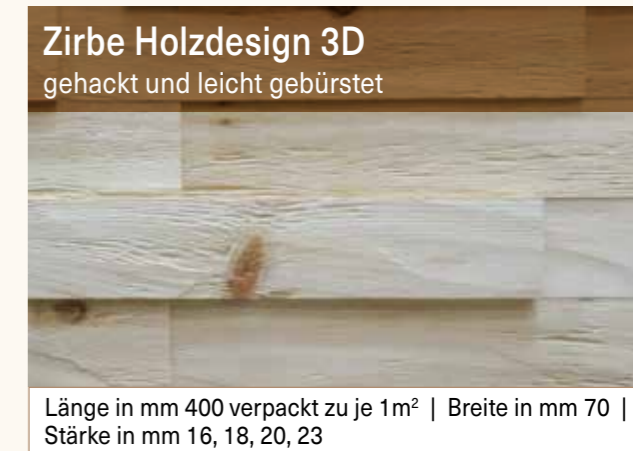 Zirbe Holzdesign 3D
gehackt und leicht gebürstet
Länge in mm 400 verpackt zu je 1m² | Breite in mm 70 |
Stärke in mm 16, 18, 20, 23